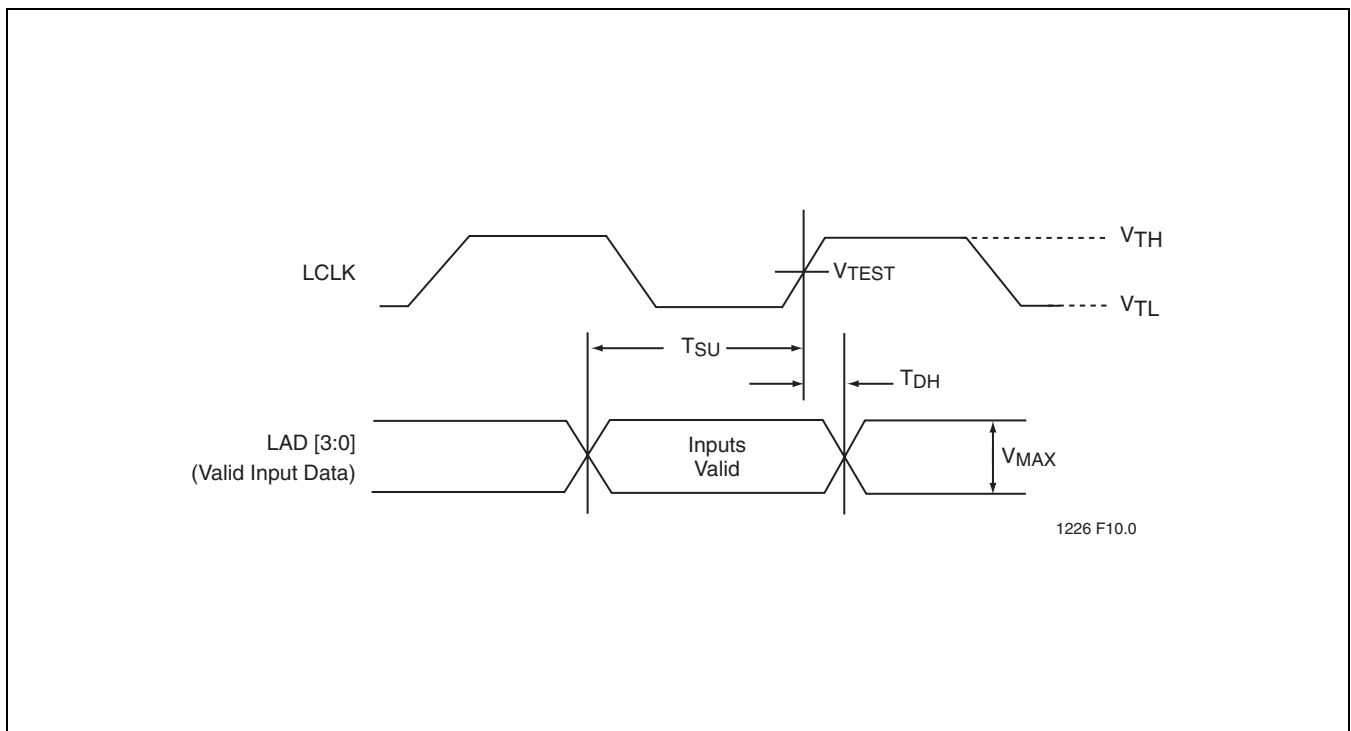 VTH
LCLK
VTEST
VTL
TSU
TDH
LAD [3:0]
(Valid Input Data)
Inputs
Valid
VMAX
1226 F10.0